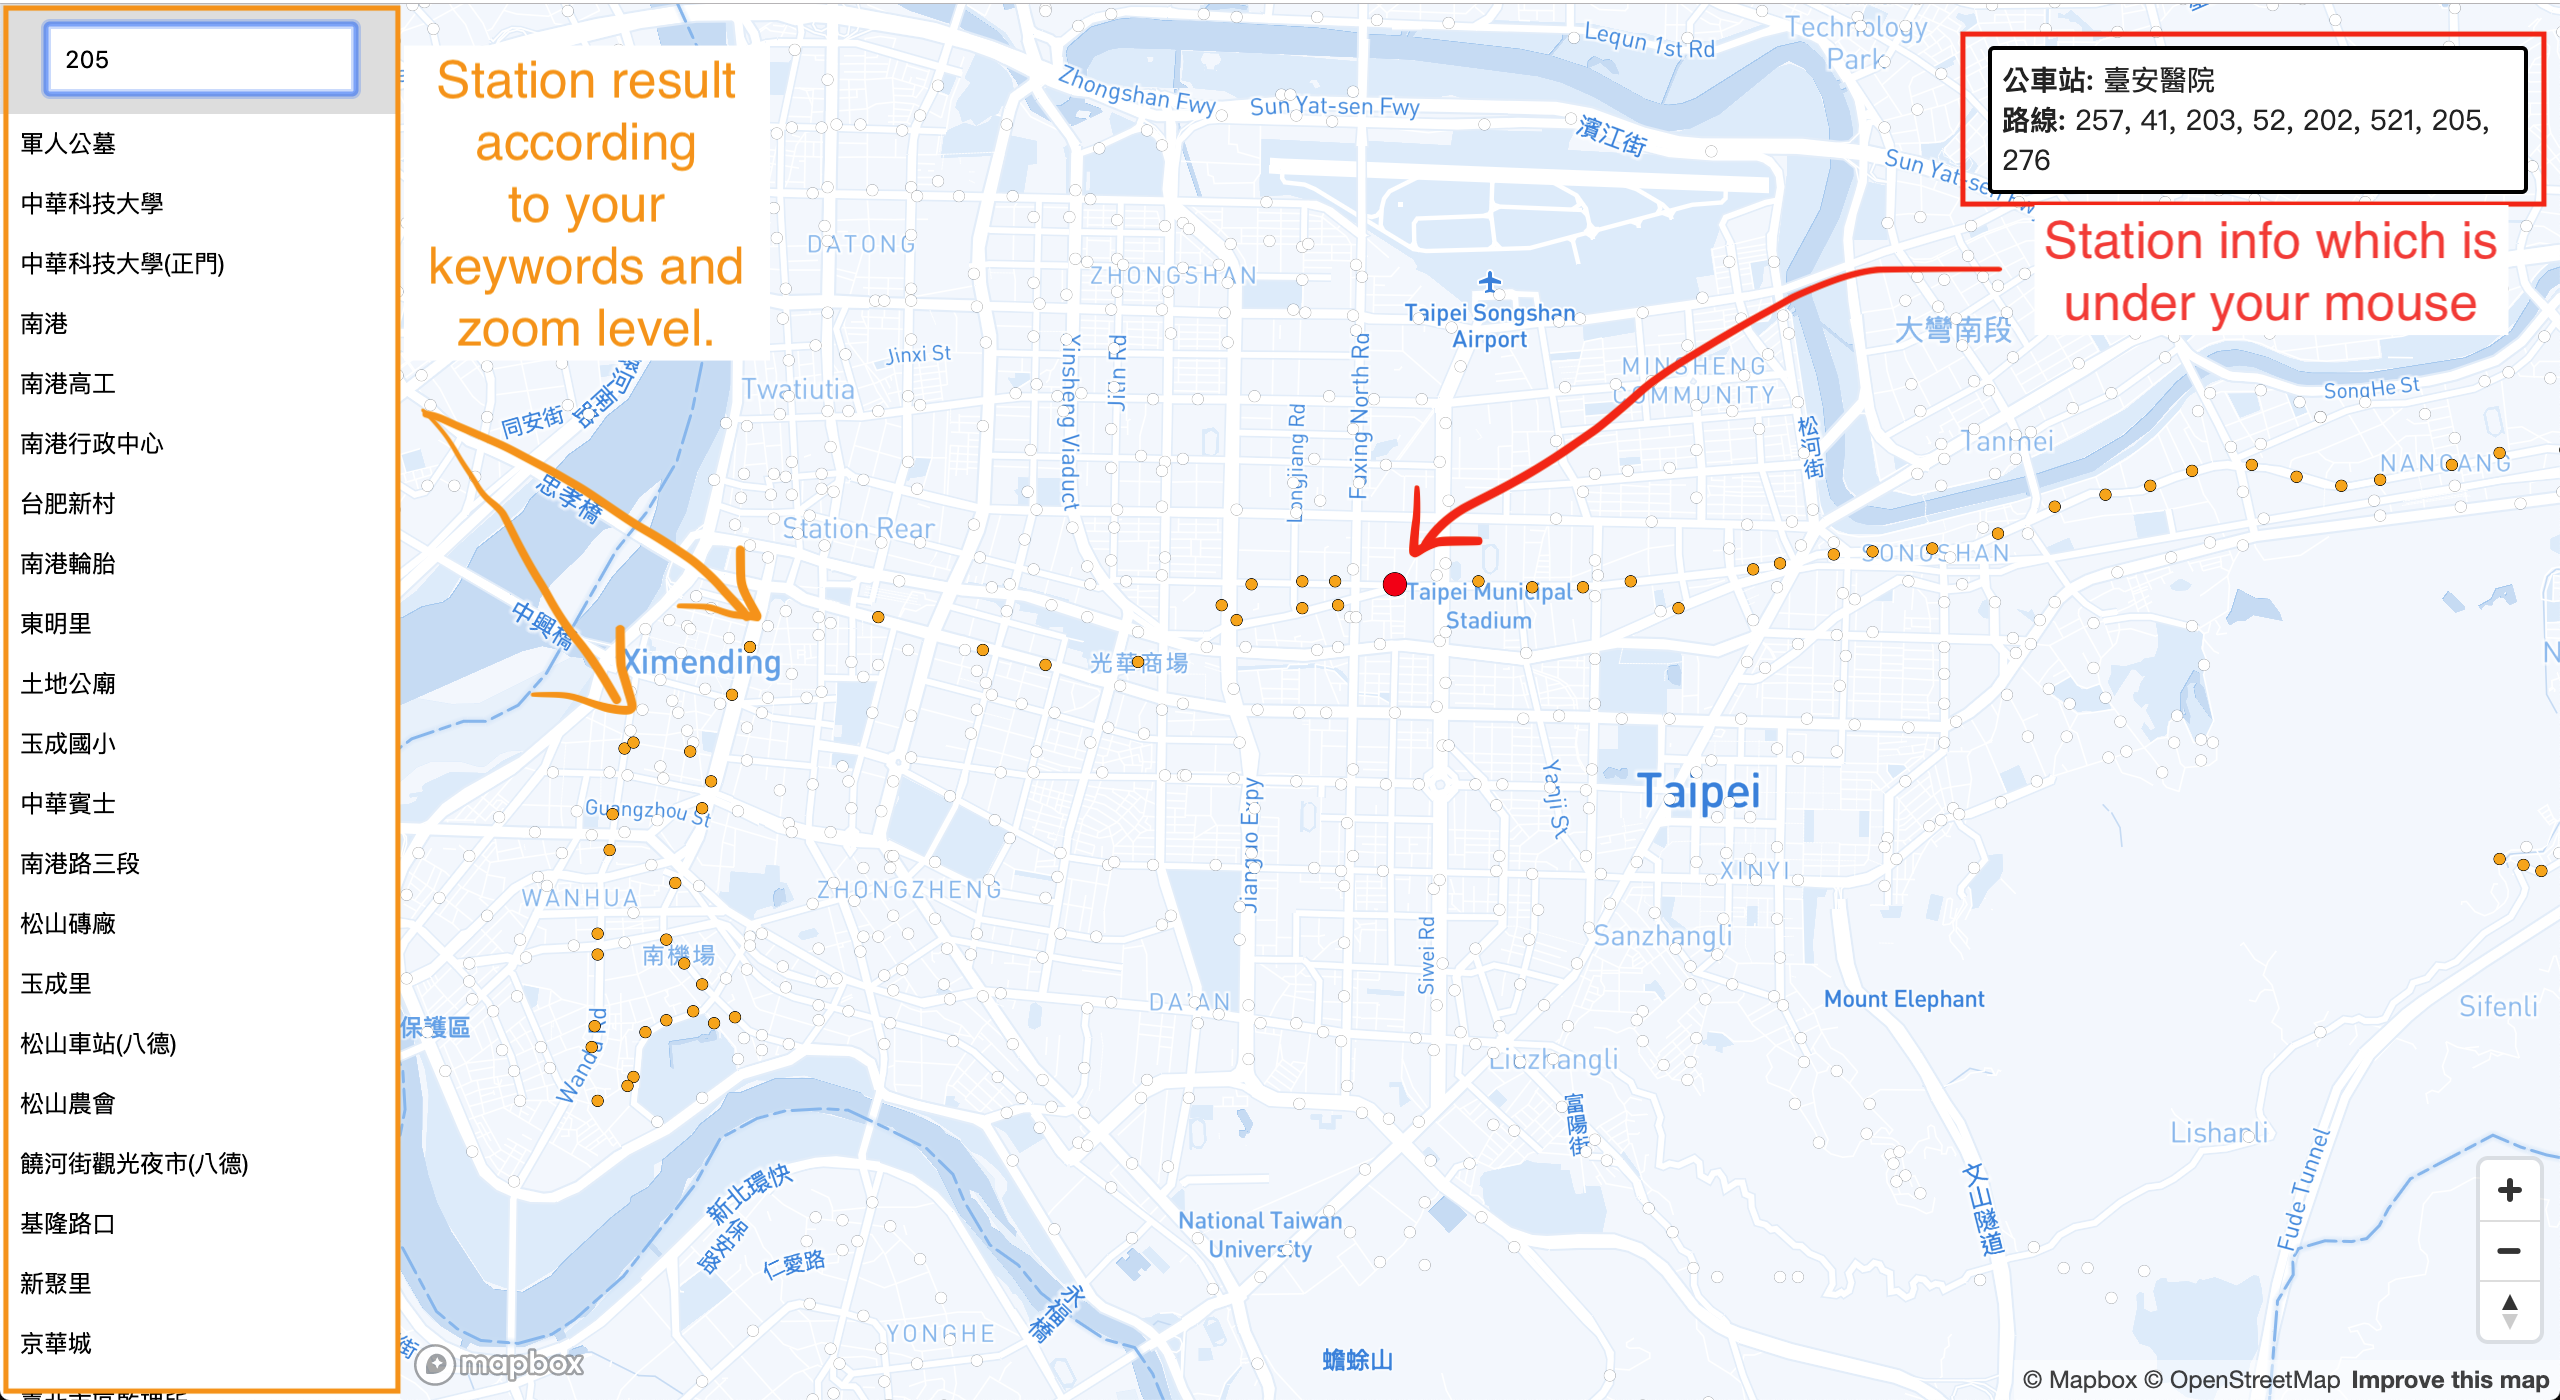 205
軍人公墓
中華科技大學
中華科技大學(正門)
南港
南港高工
南港行政中心
台肥新村
南港輪胎
東明里
土地公廟
玉成國小
中華賓士
南港路三段
松山磚廠
玉成里
松山車站(八德)
松山農會
饒河街觀光夜市(八德)
基隆路口
新聚里
京華城
Station result
according
to your
keywords and
zoom level.
公車站: 臺安醫院
路線: 257, 41, 203, 52, 202, 521, 205,
276
Station info which is
under your mouse
Technology
Park
Lequn 1st Rd
Zhongshan Fwy
Sun Yat-sen Fwy
濱江街
Sun Yat-sen Fwy
DATONG
ZHONGSHAN
Taipei Songshan
Airport
大彎南段
Jinxi St
Twatiutia
Xinsheng Viaduct
Jilin Rd
Longjiang Rd
Fuxing North Rd
MINSHENG
COMMUNITY
SongHe St
同安街
松河街
Tanmei
NANGANG
忠孝橋
Station Rear
SONGSHAN
中興橋
Taipei Municipal
Stadium
Ximending
光華商場
Guangzhou St
Jianguo Expy
Yanji St
Taipei
XINYI
WANHUA
ZHONGZHENG
南機場
Siwei Rd
Sanzhangli
DA'AN
Mount Elephant
Sifenli
保護區
Wanda Rd
Liuzhangli
富陽街
Lishanli
新北環快
保安路
仁愛路
National Taiwan
University
文山隧道
Fude Tunnel
永福橋
YONGHE
蟾蜍山
街
mapbox
© Mapbox © OpenStreetMap Improve this map